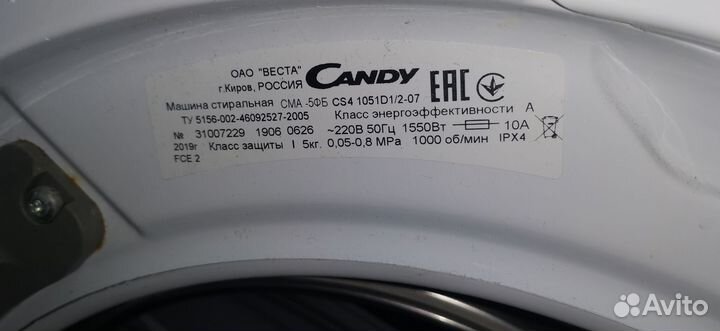 ОАО "ВЕСТА" CANDY EAC
г.Киров, РОССИЯ
Машина стиральная СМА -5ФБ CS4 1051D1/2-07
ТУ 5156-002-46092527-2005 Класс энергоэффективности А
№ 31007229 1906 0626 ~220В 50Гц 1550Вт 10А
2019г Класс защиты I 5кг. 0,05-0,8 MPa 1000 об/мин IPX4
FCE 2
Avito